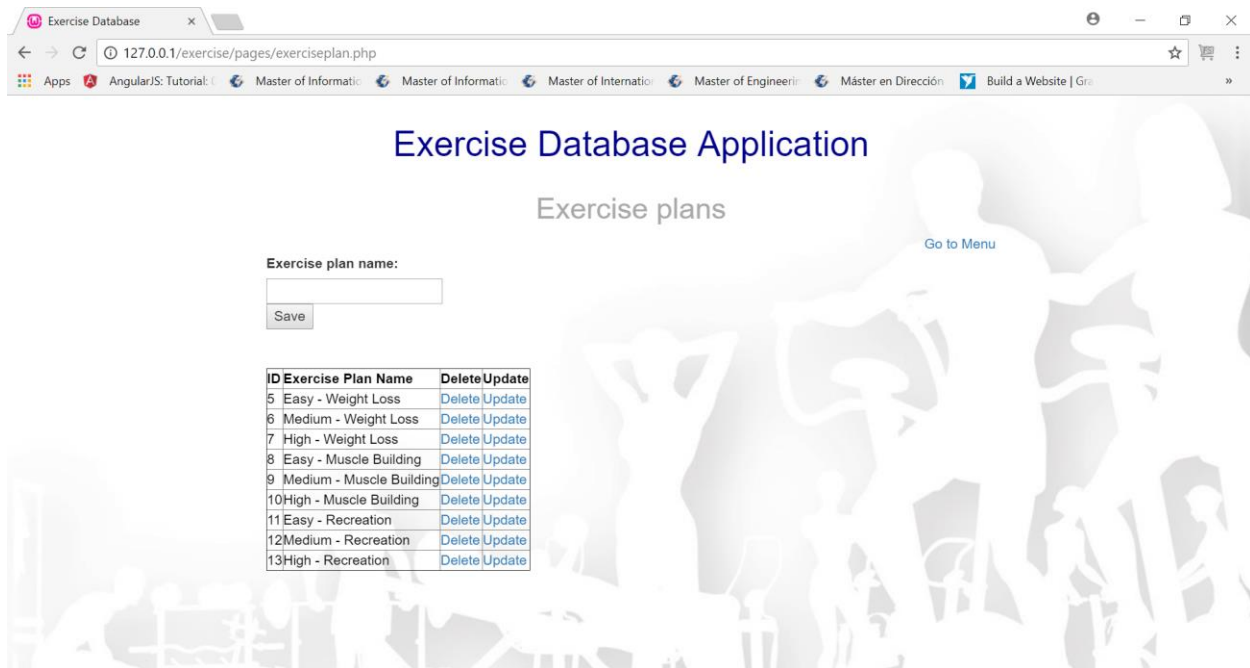 Exercise Database
127.0.0.1/exercise/pages/exerciseplan.php
Apps AngularJS: Tutorial: Master of Informatic Master of Informatio Master of Internation Master of Engineerin Máster en Dirección Build a Website | Gra »
Exercise Database Application
Exercise plans
Go to Menu
Exercise plan name:
Save
ID Exercise Plan Name Delete Update
5 Easy - Weight Loss Delete Update
6 Medium - Weight Loss Delete Update
7 High - Weight Loss Delete Update
8 Easy - Muscle Building Delete Update
9 Medium - Muscle Building Delete Update
10 High - Muscle Building Delete Update
11 Easy - Recreation Delete Update
12 Medium - Recreation Delete Update
13 High - Recreation Delete Update